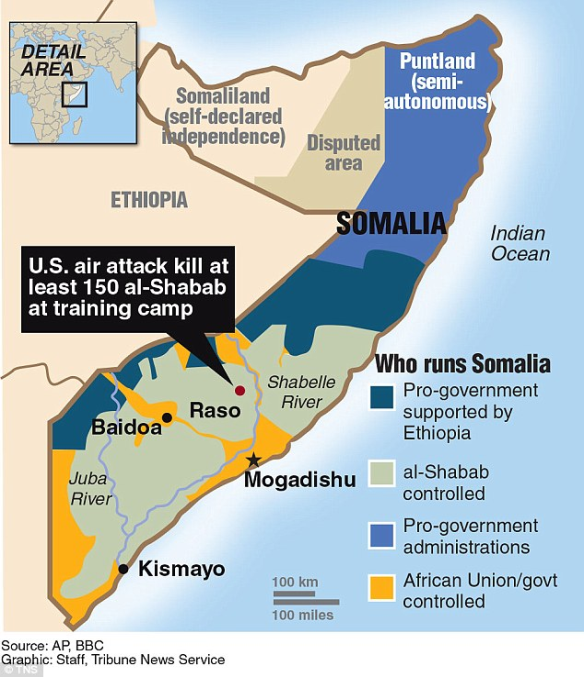 DETAIL
AREA
Puntland
(semi-
autonomous)
Somaliland
(self-declared
independence)
Disputed
area
ETHIOPIA
SOMALIA
Indian
Ocean
U.S. air attack kill at
least 150 al-Shabab
at training camp
Who runs Somalia
Pro-government
supported by
Ethiopia
al-Shabab
controlled
Pro-government
administrations
African Union/govt
controlled
Shabelle
River
Raso
Baidoa
Mogadishu
Juba
River
Kismayo
100 km
100 miles
Source: AP, BBC
Graphic: Staff, Tribune News Service
© TNS